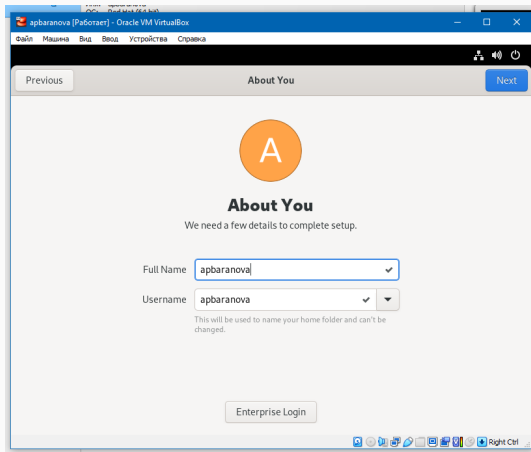 apbaranova [Работает] - Oracle VM VirtualBox
Файл Машина Вид Ввод Устройства Справка
Previous
About You
Next
A
About You
We need a few details to complete setup.
Full Name apbaranova
Username apbaranova
This will be used to name your home folder and can't be
changed.
Enterprise Login
Right Ctrl